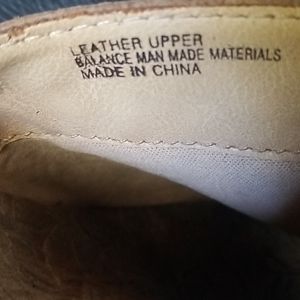 LEATHER UPPER
BALANCE MAN MADE MATERIALS
MADE IN CHINA